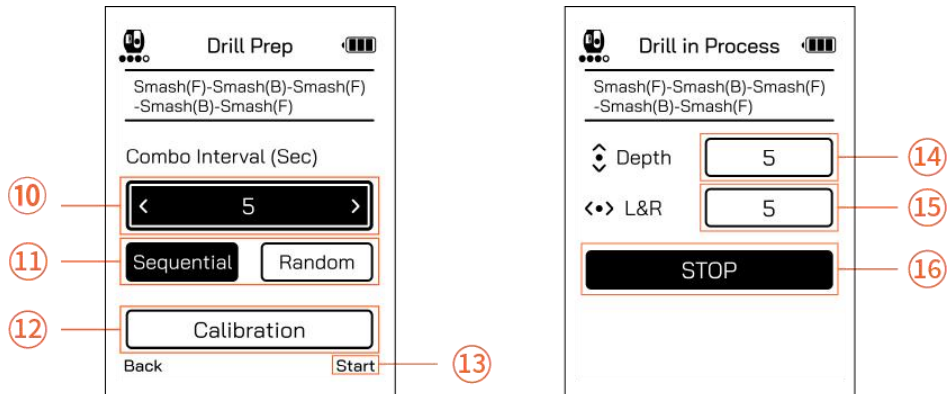 Drill Prep
Smash(F)-Smash(B)-Smash(F)
-Smash(B)-Smash(F)
Combo Interval (Sec)
10
< 5 >
11
Sequential Random
12
Calibration
Back Start
13
Drill in Process
Smash(F)-Smash(B)-Smash(F)
-Smash(B)-Smash(F)
Depth 5
14
L&R 5
15
STOP
16